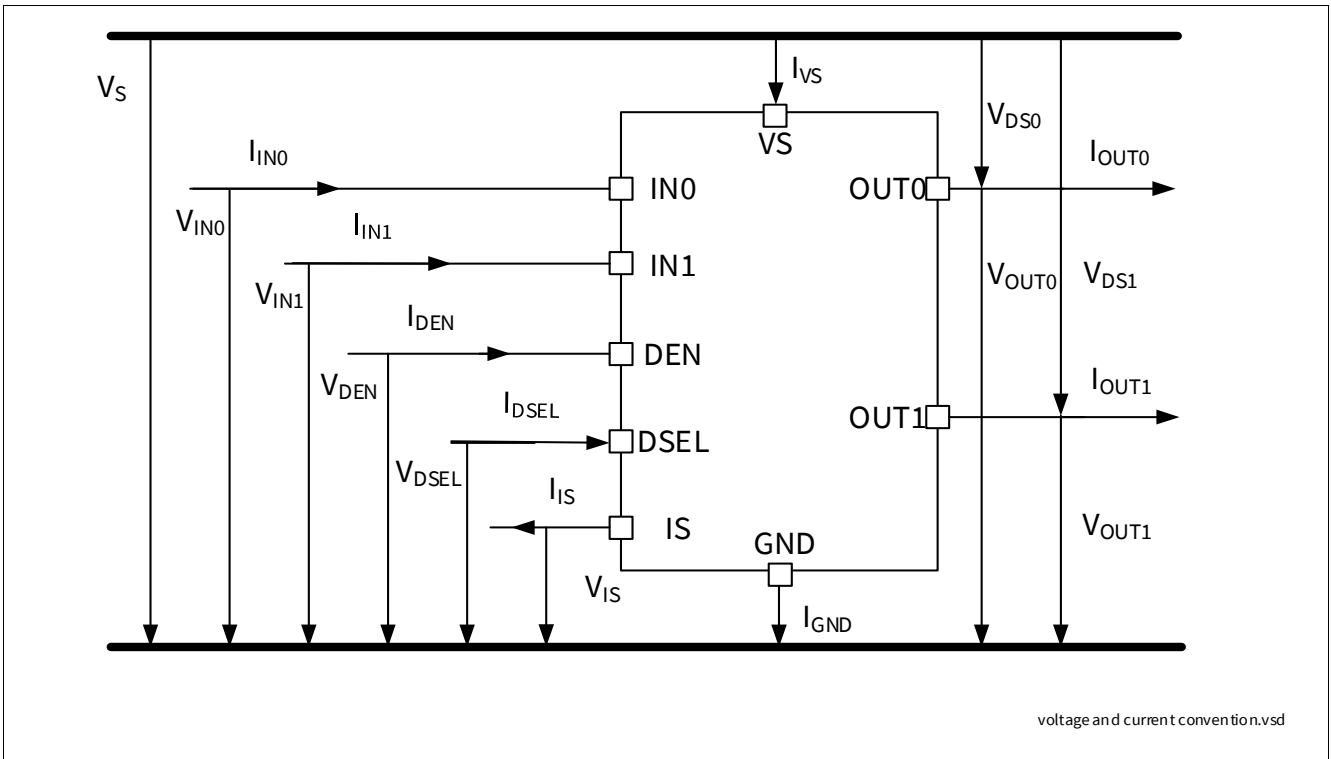 V_S
I_VS
VS
V_DS0
I_IN0
I_OUT0
IN0
OUT0
V_IN0
I_IN1
IN1
V_IN1
V_OUT0
V_DS1
I_DEN
DEN
V_DEN
I_OUT1
I_DSEL
OUT1
DSEL
V_DSEL
I_IS
IS
V_OUT1
GND
V_IS
I_GND
voltage and current convention.vsd